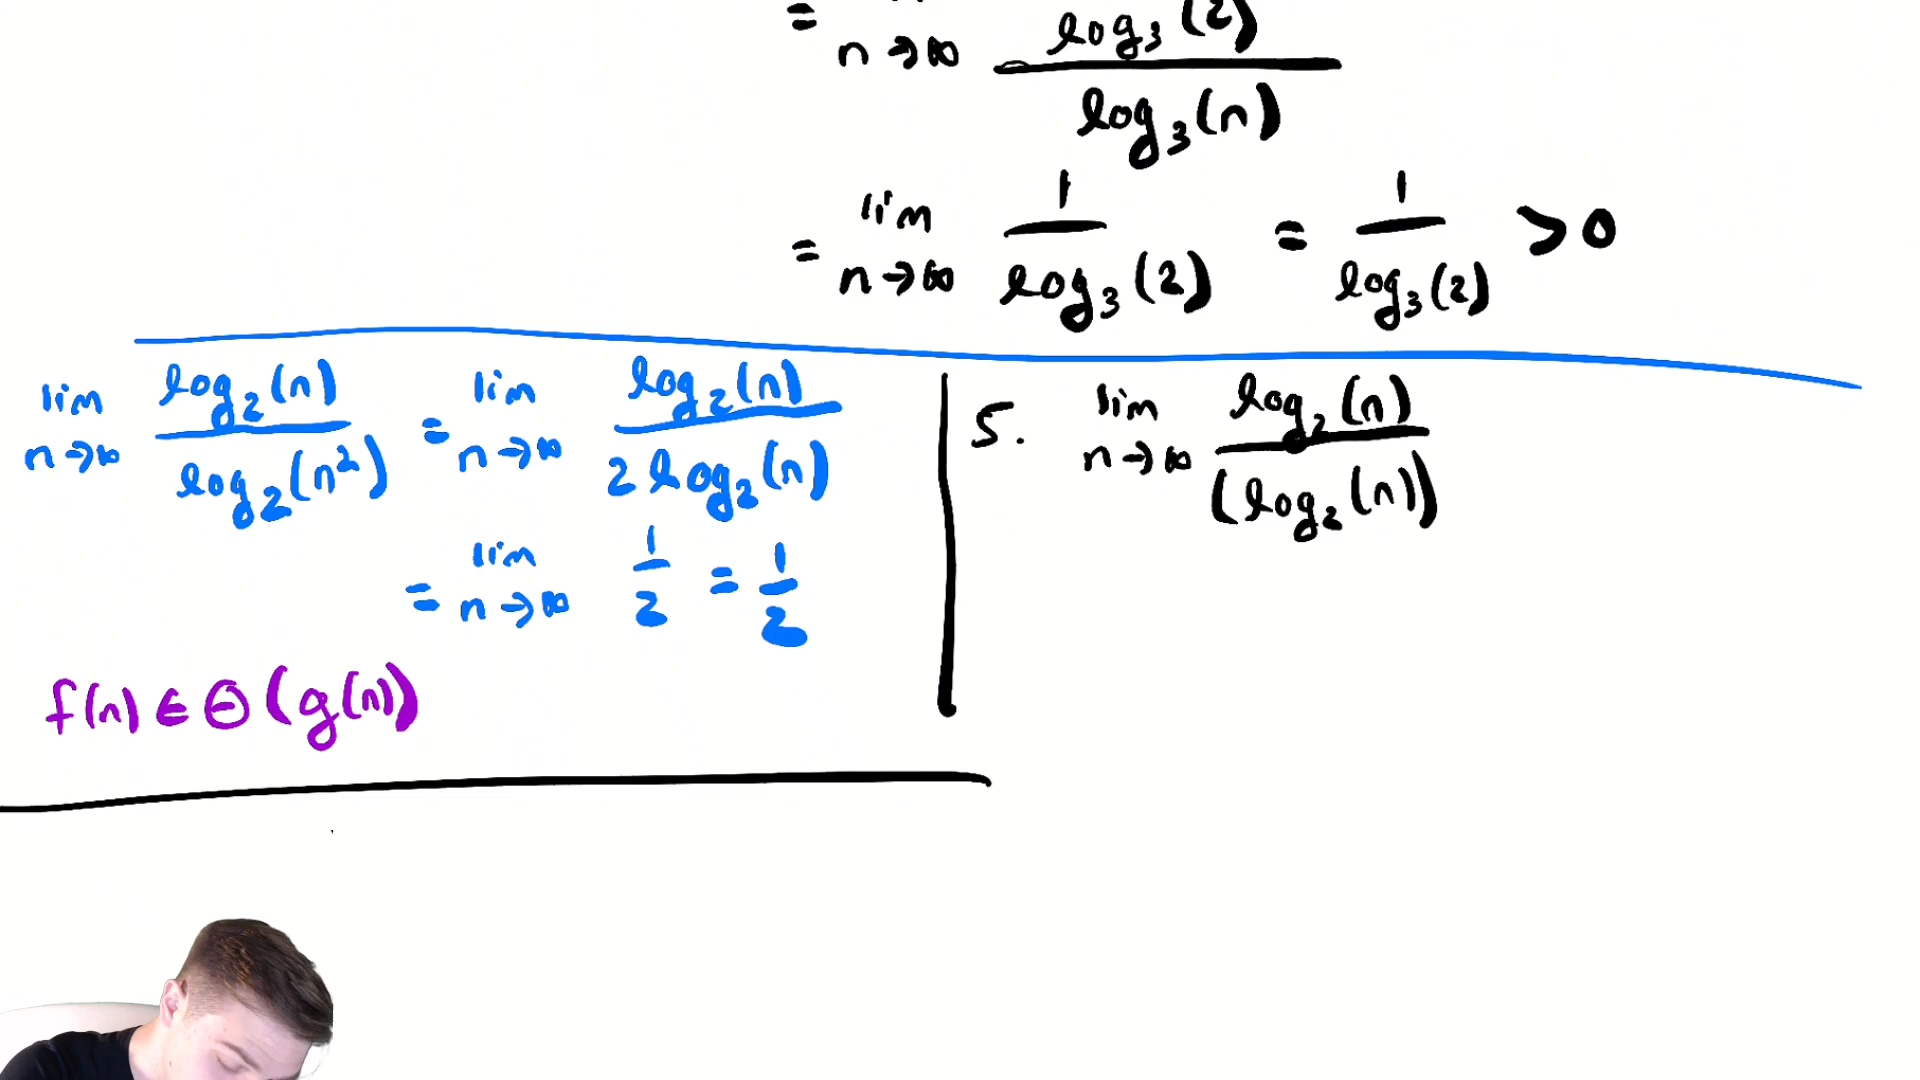 = lim n→∞ log₃(2) / log₃(n)
= lim n→∞ 1 / log₃(2) = 1 / log₃(2) > 0
lim n→∞ log₂(n) / log₂(n²) = lim n→∞ log₂(n) / 2 log₂(n)
= lim n→∞ 1/2 = 1/2
f(n) ∈ Θ(g(n))
5. lim n→∞ log₂(n) / (log₂(n))